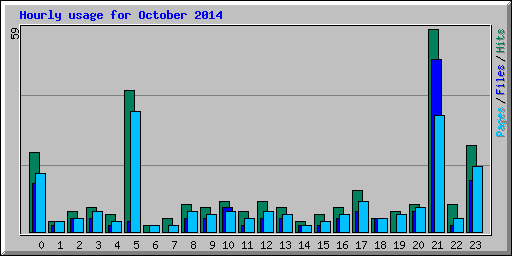 Hourly usage for October 2014
59
Pages/Files/Hits
0 1 2 3 4 5 6 7 8 9 10 11 12 13 14 15 16 17 18 19 20 21 22 23